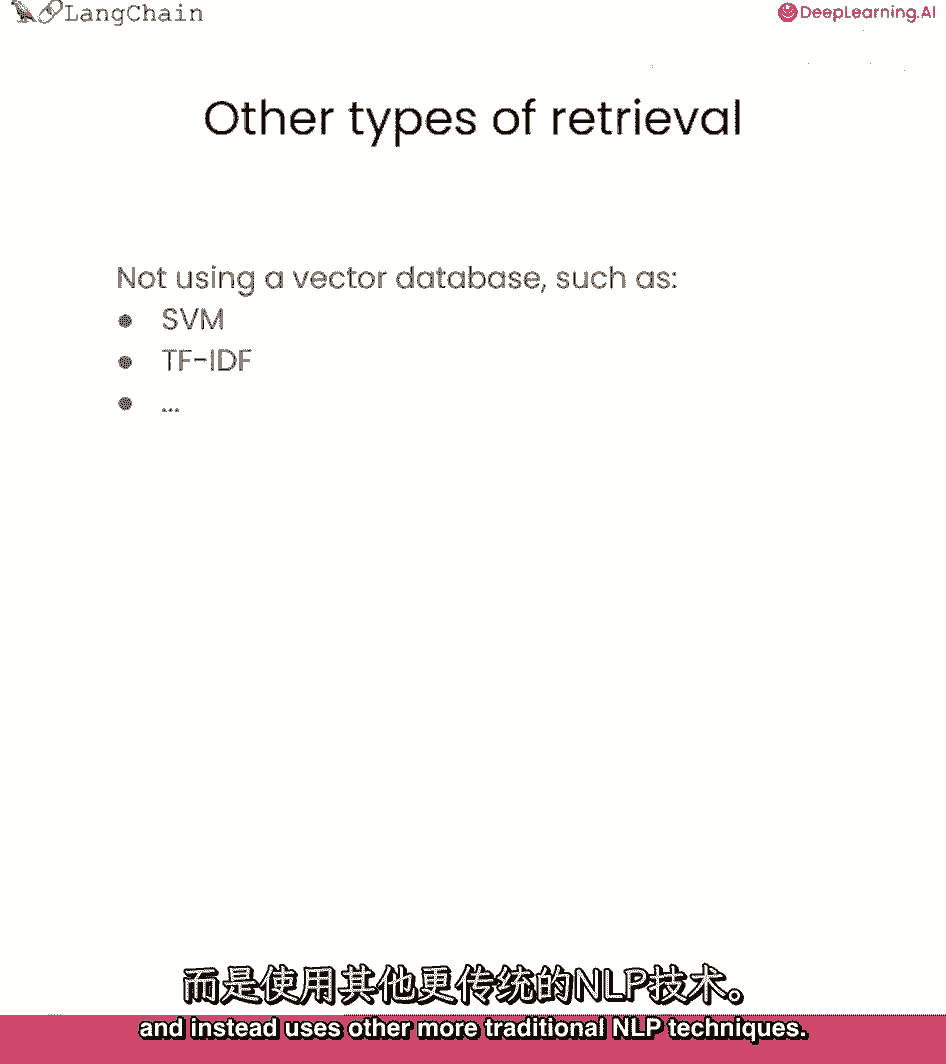 LangChain
DeepLearning.AI
Other types of retrieval
Not using a vector database, such as:
● SVM
● TF-IDF
● ...
而是使用其他更传统的NLP技术。
and instead uses other more traditional NLP techniques.